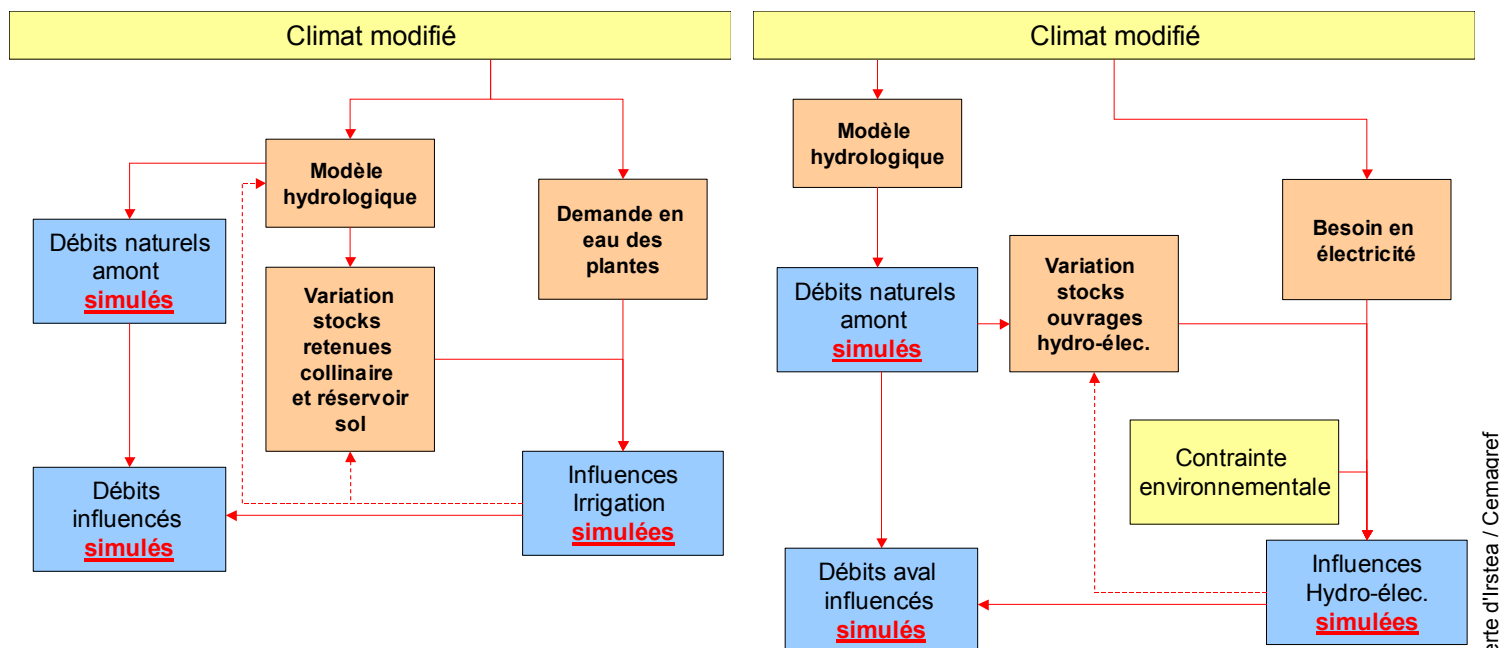 Climat modifié
Modèle
hydrologique
Demande en
eau des
plantes
Débits naturels
amont
simulés
Variation
stocks
retenues
collinaire
et réservoir
sol
Débits
influencés
simulés
Influences
Irrigation
simulées
Climat modifié
Modèle
hydrologique
Besoin en
électricité
Débits naturels
amont
simulés
Variation
stocks
ouvrages
hydro-élec.
Contrainte
environnementale
Débits aval
influencés
simulés
Influences
Hydro-élec.
simulées
erte d'Irstea / Cemagref